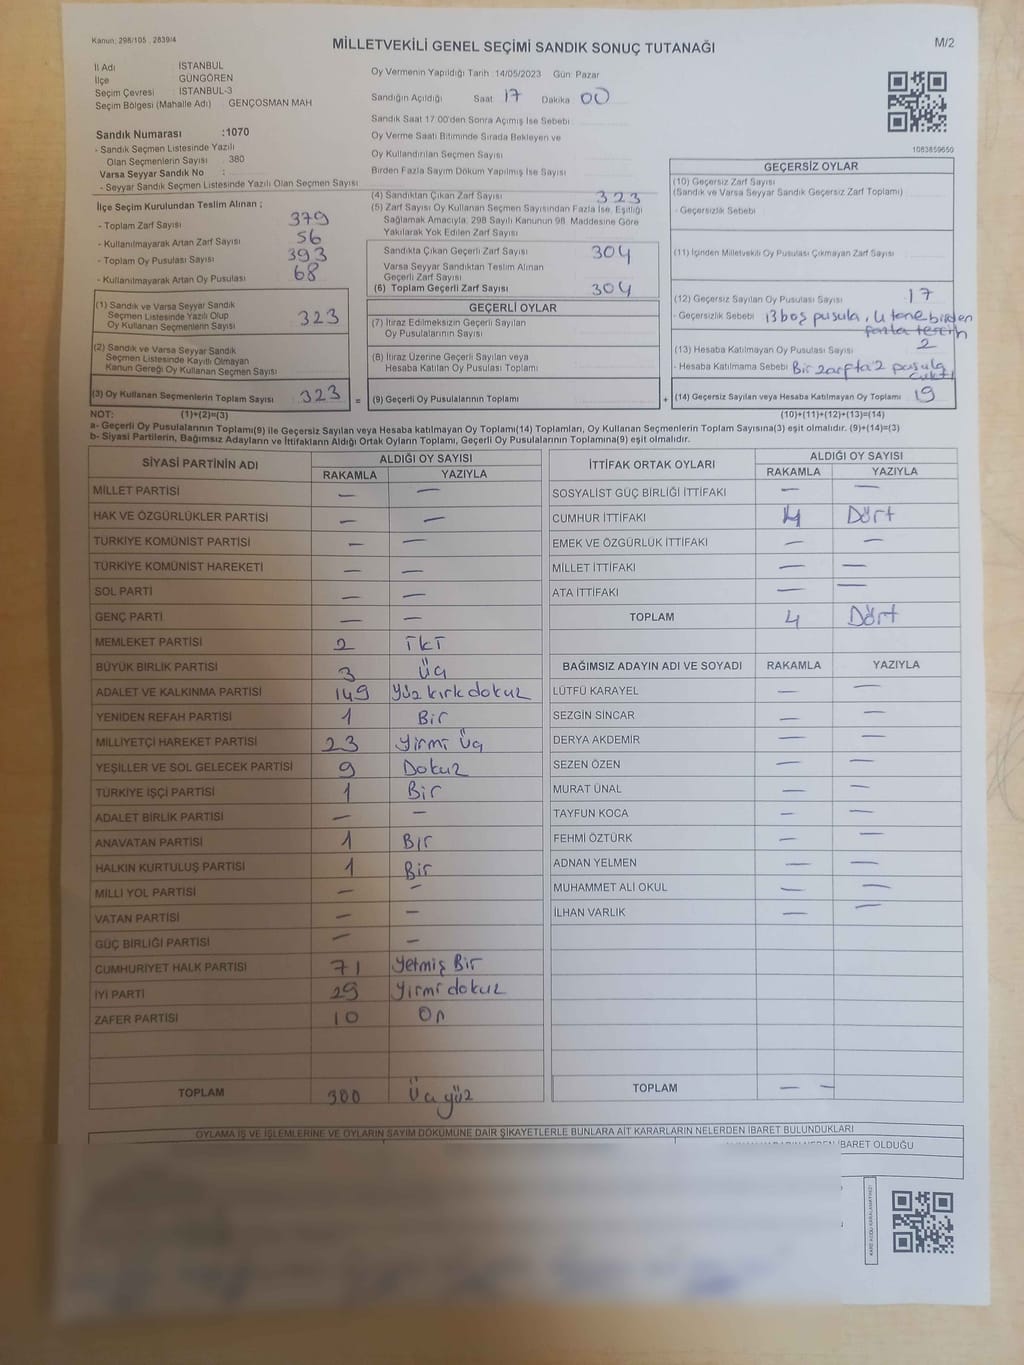 Kanun: 298/105 , 2839/4
MİLLETVEKİLİ GENEL SEÇİMİ SANDIK SONUÇ TUTANAĞI
M/2
İl Adı : İSTANBUL
İlçe : GÜNGÖREN
Seçim Çevresi : İSTANBUL-3
Seçim Bölgesi (Mahalle Adı) GENÇOSMAN MAH
Oy Vermenin Yapıldığı Tarih :14/05/2023 Gün: Pazar
Sandığın Açıldığı Saat 17 Dakika 00
Sandık Saat 17:00'den Sonra Açımış İse Sebebi
Oy Verme Saati Bitiminde Sırada Bekleyen ve
Oy Kullandırılan Seçmen Sayısı
Birden Fazla Sayım Döküm Yapılmış İse Sayısı
1083859650
Sandık Numarası :1070
- Sandık Seçmen Listesinde Yazılı
Olan Seçmenlerin Sayısı : 380
Varsa Seyyar Sandık No :
- Seyyar Sandık Seçmen Listesinde Yazılı Olan Seçmen Sayısı
İlçe Seçim Kurulundan Teslim Alınan ;
- Toplam Zarf Sayısı 379
- Kullanılmayarak Artan Zarf Sayısı 56
- Toplam Oy Pusulası Sayısı 393
- Kullanılmayarak Artan Oy Pusulası 68
(1) Sandık ve Varsa Seyyar Sandık
Seçmen Listesinde Yazılı Olup
Oy Kullanan Seçmenlerin Sayısı 323
(2) Sandık ve Varsa Seyyar Sandık
Seçmen Listesinde Kayıtlı Olmayan
Kanun Gereği Oy Kullanan Seçmen Sayısı
(3) Oy Kullanan Seçmenlerin Toplam Sayısı 323 =
(4) Sandıktan Çıkan Zarf Sayısı 323
(5) Zarf Sayısı Oy Kullanan Seçmen Sayısından Fazla İse, Eşitliği
Sağlamak Amacıyla, 298 Sayılı Kanunun 98. Maddesine Göre
Yakılarak Yok Edilen Zarf Sayısı
Sandıkta Çıkan Geçerli Zarf Sayısı 304
Varsa Seyyar Sandıktan Teslim Alınan
Geçerli Zarf Sayısı
(6) Toplam Geçerli Zarf Sayısı 304
GEÇERLİ OYLAR
(7) İtiraz Edilmeksizin Geçerli Sayılan
Oy Pusulalarının Sayısı
(8) İtiraz Üzerine Geçerli Sayılan veya
Hesaba Katılan Oy Pusulası Toplamı
(9) Geçerli Oy Pusulalarının Toplamı +
GEÇERSİZ OYLAR
(10) Geçersiz Zarf Sayısı
(Sandık ve Varsa Seyyar Sandık Geçersiz Zarf Toplamı)
- Geçersizlik Sebebi
(11) İçinden Milletvekili Oy Pusulası Çıkmayan Zarf Sayısı
(12) Geçersiz Sayılan Oy Pusulası Sayısı 17
- Geçersizlik Sebebi 13 boş pusula, 4 tane birden
fazla tercih
(13) Hesaba Katılmayan Oy Pusulası Sayısı 2
- Hesaba Katılmama Sebebi Bir zarfta 2 pusula
çıktı
(14) Geçersiz Sayılan veya Hesaba Katılmayan Oy Toplamı 19
NOT: (1)+(2)=(3) (10)+(11)+(12)+(13)=(14)
a- Geçerli Oy Pusulalarının Toplamı(9) ile Geçersiz Sayılan veya Hesaba katılmayan Oy Toplamı(14) Toplamları, Oy Kullanan Seçmenlerin Toplam Sayısına(3) eşit olmalıdır. (9)+(14)=(3)
b- Siyasi Partilerin, Bağımsız Adayların ve İttifakların Aldığı Ortak Oyların Toplamı, Geçerli Oy Pusulalarının Toplamına(9) eşit olmalıdır.
SİYASİ PARTİNİN ADI ALDIĞI OY SAYISI
RAKAMLA YAZIYLA
MİLLET PARTİSİ — —
HAK VE ÖZGÜRLÜKLER PARTİSİ — —
TÜRKİYE KOMÜNİST PARTİSİ — —
TÜRKİYE KOMÜNİST HAREKETİ — —
SOL PARTİ — —
GENÇ PARTİ — —
MEMLEKET PARTİSİ 2 İki
BÜYÜK BİRLİK PARTİSİ 3 Üç
ADALET VE KALKINMA PARTİSİ 149 Yüz kırk dokuz
YENİDEN REFAH PARTİSİ 1 Bir
MİLLİYETÇİ HAREKET PARTİSİ 23 Yirmi Üç
YEŞİLLER VE SOL GELECEK PARTİSİ 9 Dokuz
TÜRKİYE İŞÇİ PARTİSİ 1 Bir
ADALET BİRLİK PARTİSİ — —
ANAVATAN PARTİSİ 1 Bir
HALKIN KURTULUŞ PARTİSİ 1 Bir
MİLLİ YOL PARTİSİ — —
VATAN PARTİSİ — —
GÜÇ BİRLİĞİ PARTİSİ — —
CUMHURİYET HALK PARTİSİ 71 Yetmiş Bir
İYİ PARTİ 29 Yirmi dokuz
ZAFER PARTİSİ 10 On
TOPLAM 300 Üç yüz
İTTİFAK ORTAK OYLARI ALDIĞI OY SAYISI
RAKAMLA YAZIYLA
SOSYALİST GÜÇ BİRLİĞİ İTTİFAKI — —
CUMHUR İTTİFAKI 4 Dört
EMEK VE ÖZGÜRLÜK İTTİFAKI — —
MİLLET İTTİFAKI — —
ATA İTTİFAKI — —
TOPLAM 4 Dört
BAĞIMSIZ ADAYIN ADI VE SOYADI RAKAMLA YAZIYLA
LÜTFÜ KARAYEL — —
SEZGİN SİNCAR — —
DERYA AKDEMİR — —
SEZEN ÖZEN — —
MURAT ÜNAL — —
TAYFUN KOCA — —
FEHMİ ÖZTÜRK — —
ADNAN YELMEN — —
MUHAMMET ALİ OKUL — —
İLHAN VARLIK — —
TOPLAM — —
OYLAMA İŞ VE İŞLEMLERİNE VE OYLARIN SAYIM DÖKÜMÜNE DAİR ŞİKAYETLERLE BUNLARA AİT KARARLARIN NELERDEN İBARET BULUNDUKLARI
İBARET OLDUĞU